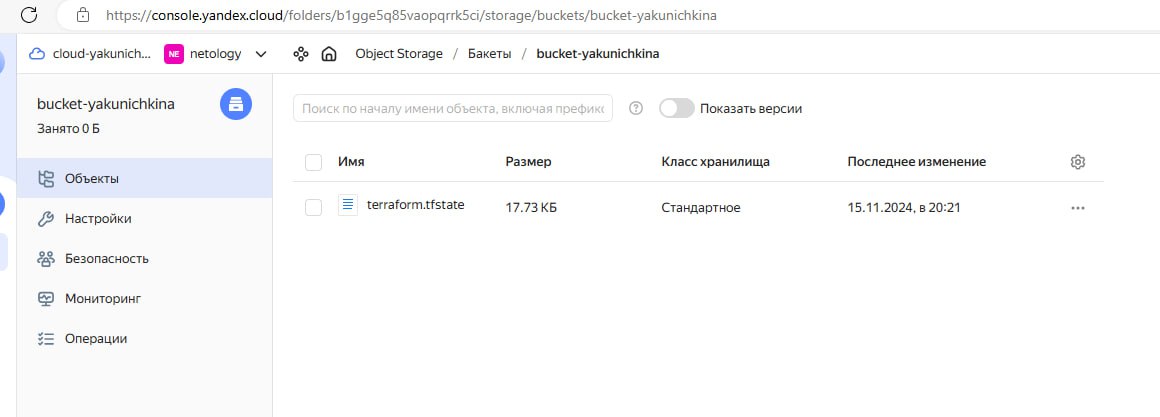 https://console.yandex.cloud/folders/b1gge5q85vaopqrrk5ci/storage/buckets/bucket-yakunichkina
cloud-yakunich... NE netology Object Storage / Бакеты / bucket-yakunichkina
bucket-yakunichkina
Занято 0 Б
Объекты
Настройки
Безопасность
Мониторинг
Операции
Поиск по началу имени объекта, включая префикс ? Показать версии
Имя Размер Класс хранилища Последнее изменение
terraform.tfstate 17.73 КБ Стандартное 15.11.2024, в 20:21